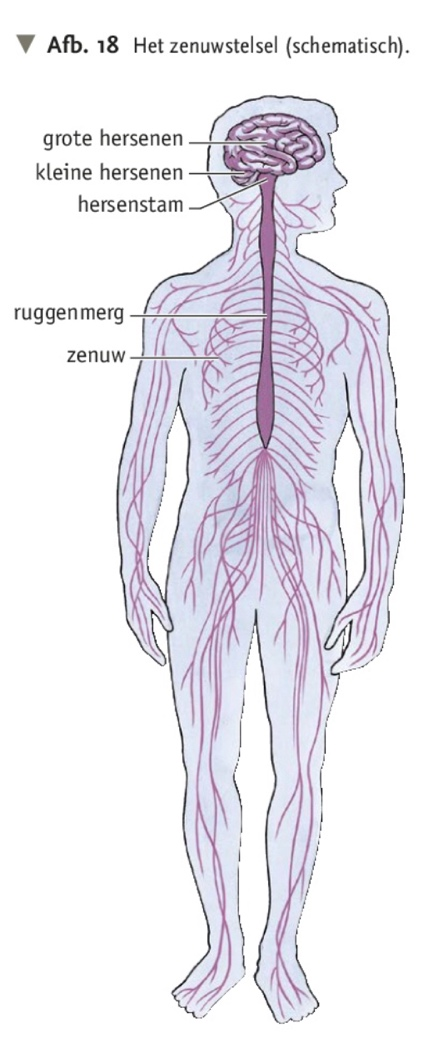 ▼ Afb. 18 Het zenuwstelsel (schematisch).
grote hersenen
kleine hersenen
hersenstam
ruggenmerg
zenuw